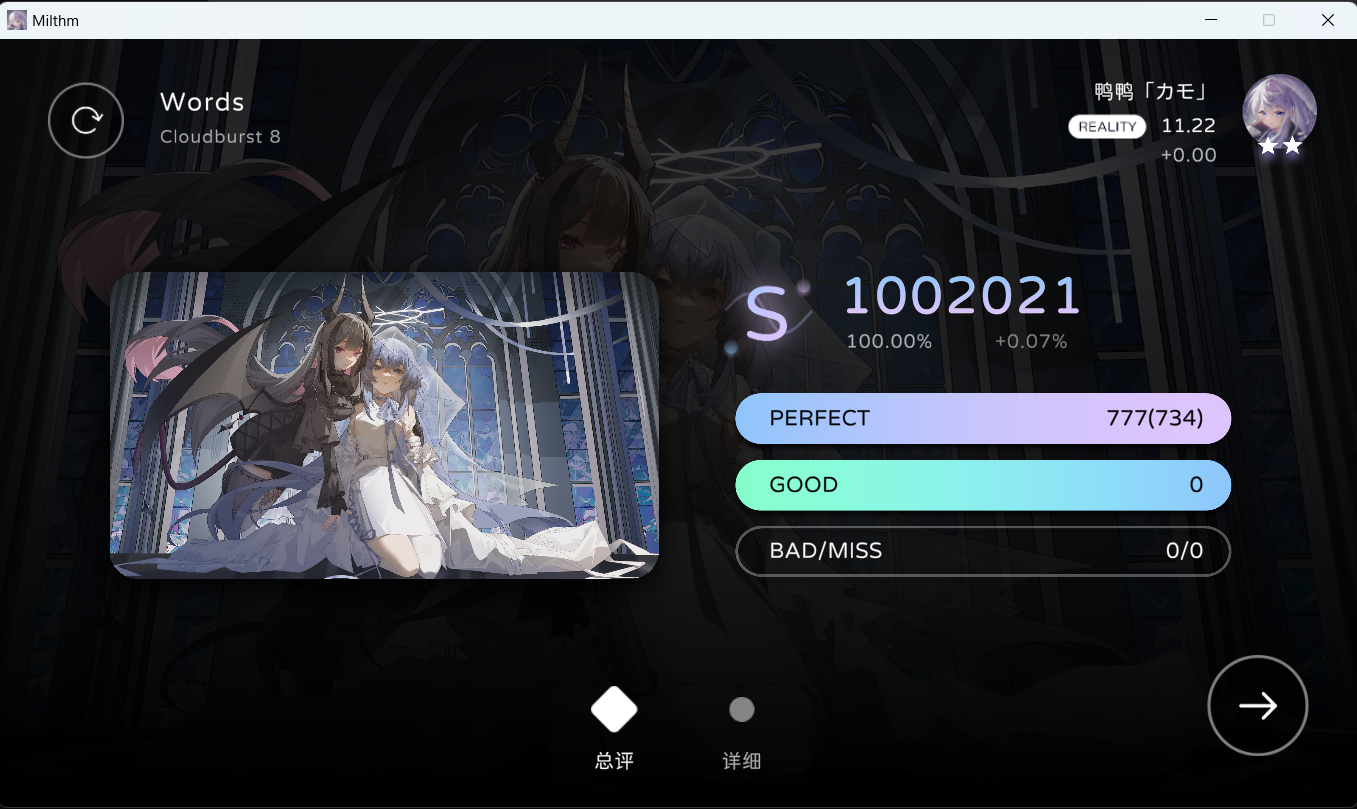 Milthm
Words
Cloudburst 8
鸭鸭「カモ」
REALITY 11.22
+0.00
S 1002021
100.00% +0.07%
PERFECT 777(734)
GOOD 0
BAD/MISS 0/0
总评 详细